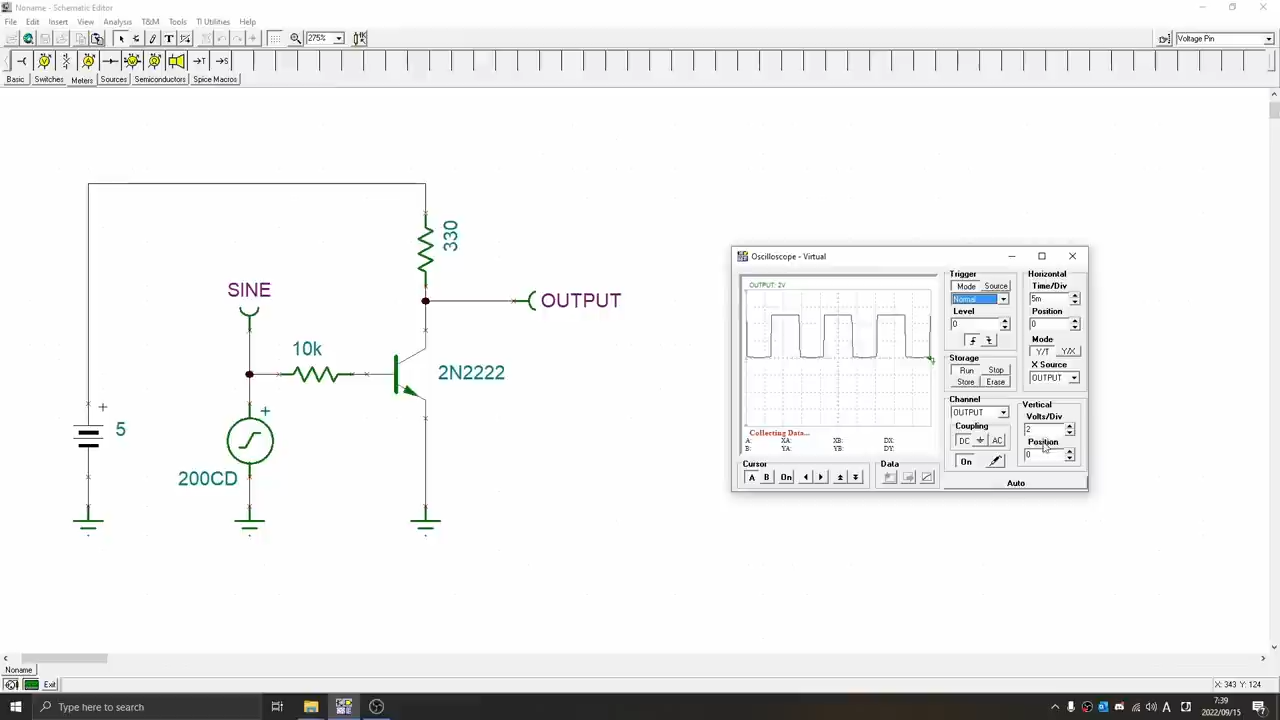 Noname - Schematic Editor
File Edit Insert View Analysis T&M Tools TI Utilities Help
275%
Voltage Pin
Basic Switches Meters Sources Semiconductors Spice Macros
330
SINE
OUTPUT
10k
2N2222
+
5
+
200CD
Oscilloscope - Virtual
OUTPUT: 2V
Collecting Data...
A: XA: XB: DX:
B: YA: YB: DY:
Cursor
A B On
Data
Trigger
Mode Source
Normal
Level
0
Storage
Run Stop
Store Erase
Channel
OUTPUT
Coupling
DC AC
On
Horizontal
Time/Div
5m
Position
0
Mode
Y/T Y/X
X Source
OUTPUT
Vertical
Volts/Div
2
Position
0
Auto
Noname
Exit
X: 343 Y: 124
Type here to search
A
7:39
2022/09/15